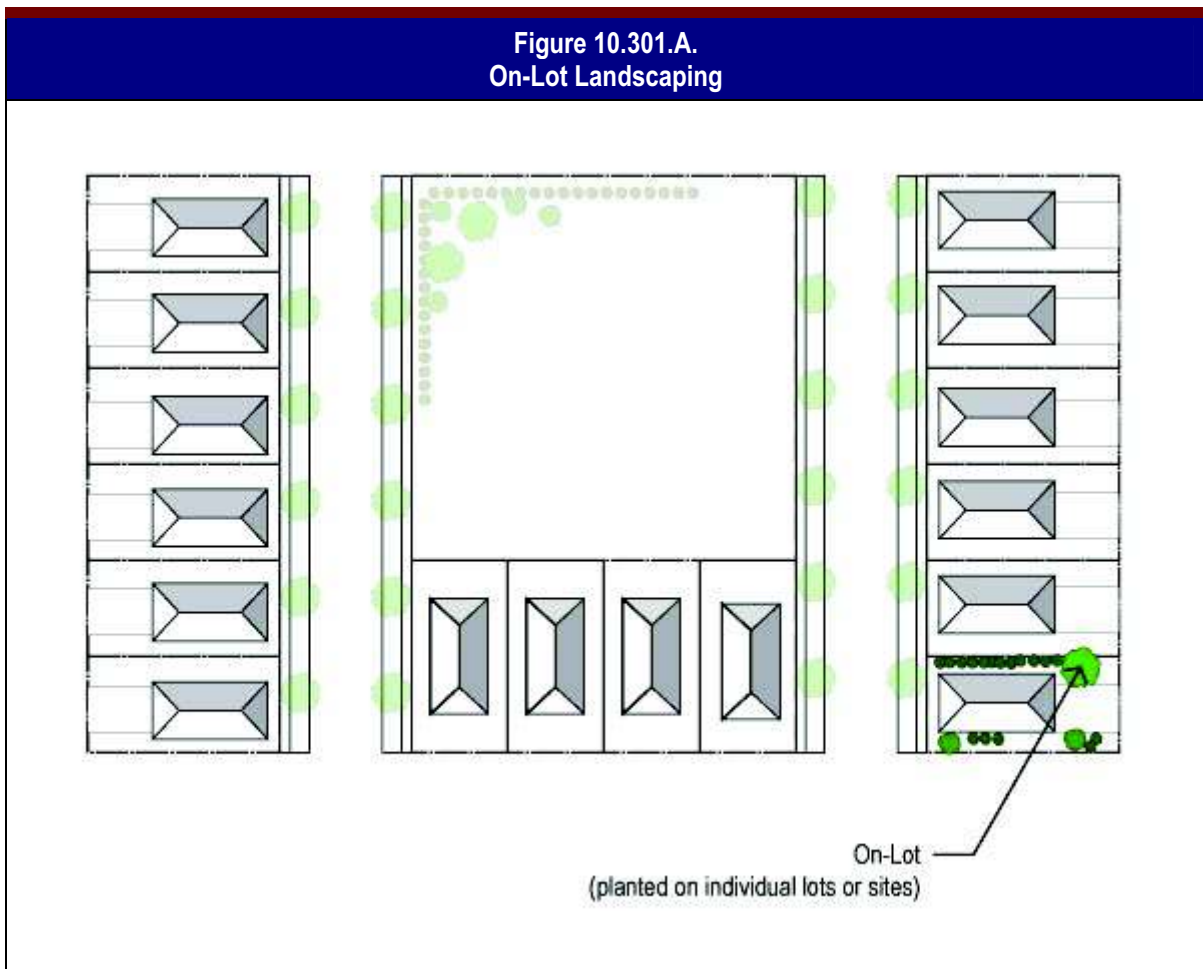 Figure 10.301.A.
On-Lot Landscaping
On-Lot
(planted on individual lots or sites)